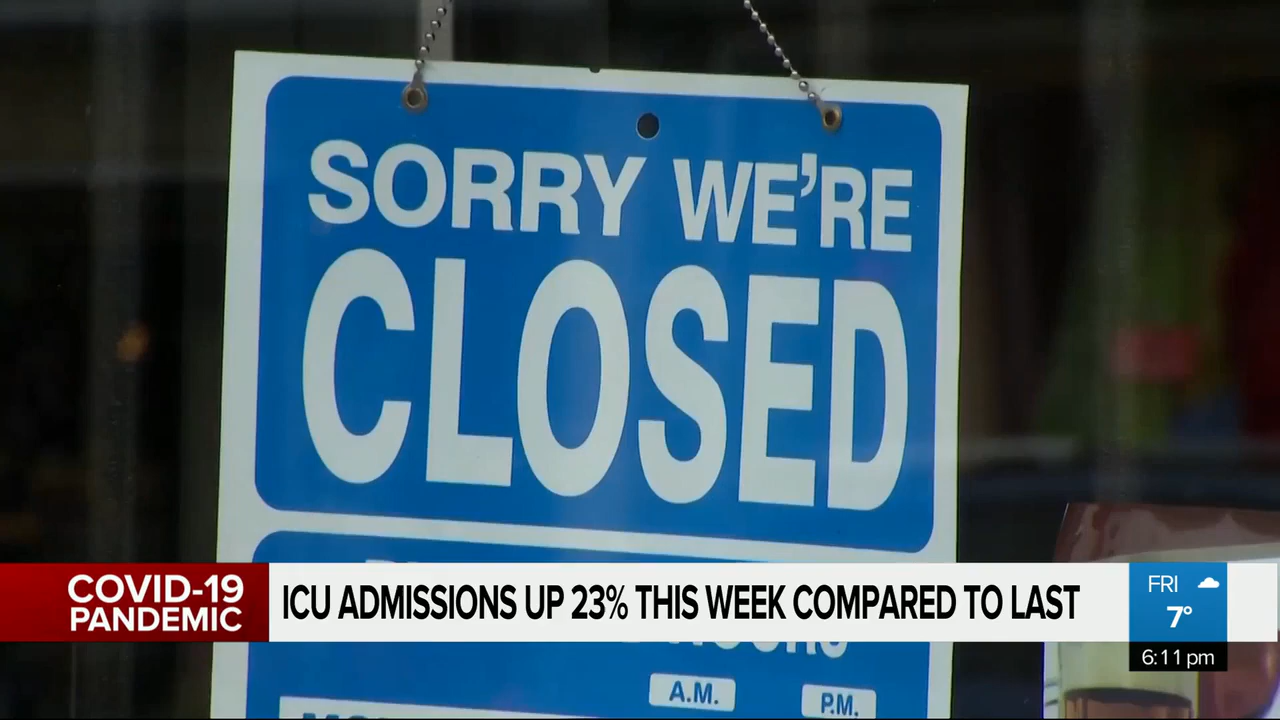 SORRY WE'RE
CLOSED
COVID-19
PANDEMIC
ICU ADMISSIONS UP 23% THIS WEEK COMPARED TO LAST
FRI
7°
6:11 pm
HOURS
A.M.
P.M.